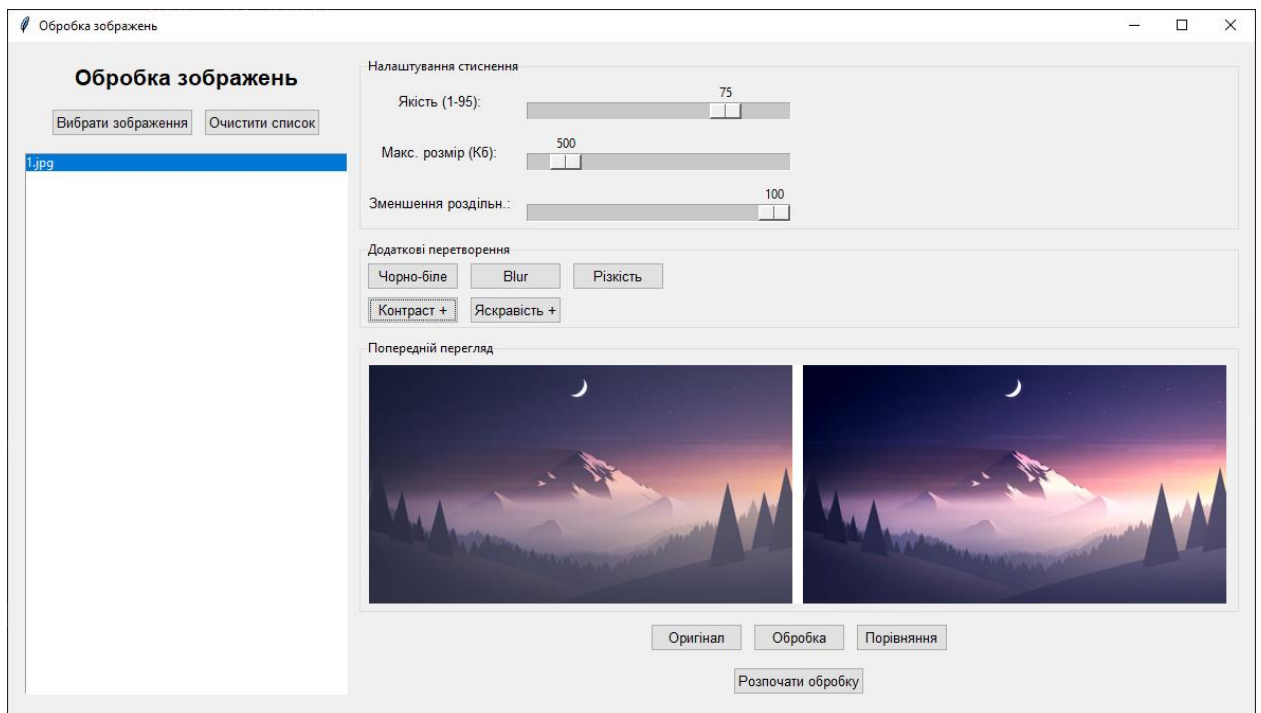 Обробка зображень
Обробка зображень
Вибрати зображення Очистити список
1.jpg
Налаштування стиснення
Якість (1-95):
75
Макс. розмір (Кб):
500
Зменшення роздільн.:
100
Додаткові перетворення
Чорно-біле Blur Різкість
Контраст + Яскравість +
Попередній перегляд
Оригінал Обробка Порівняння
Розпочати обробку